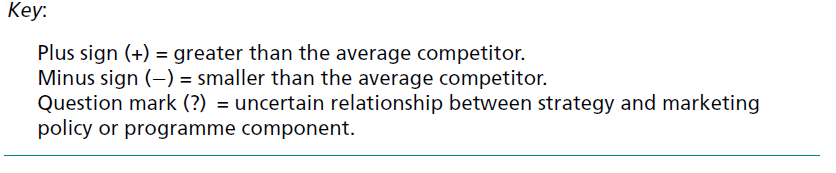 Key:
Plus sign (+) = greater than the average competitor.
Minus sign (−) = smaller than the average competitor.
Question mark (?) = uncertain relationship between strategy and marketing
policy or programme component.